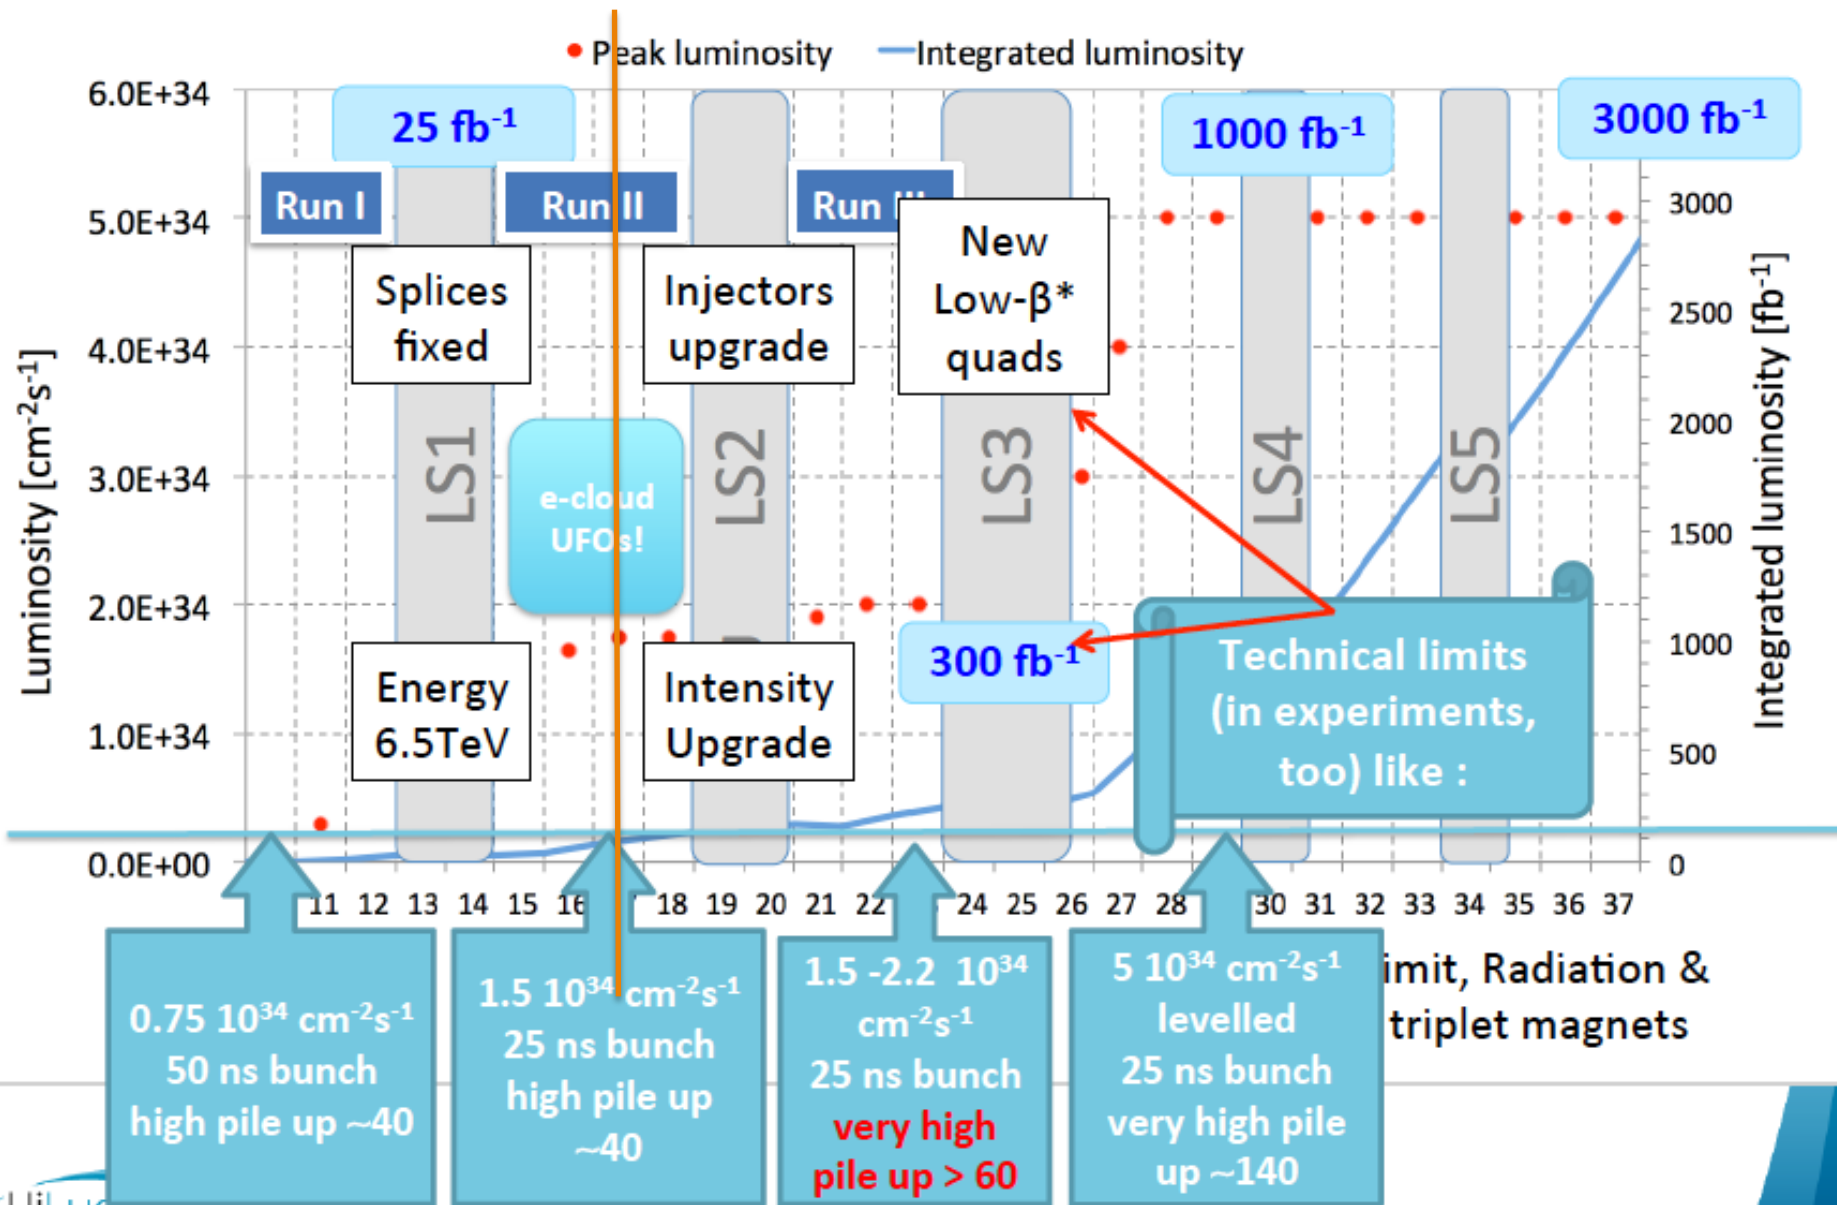 Peak luminosity
Integrated luminosity
6.0E+34
5.0E+34
4.0E+34
3.0E+34
2.0E+34
1.0E+34
0.0E+00
Luminosity [cm⁻²s⁻¹]
25 fb⁻¹
1000 fb⁻¹
3000 fb⁻¹
Run I
Run II
Run III
Splices
fixed
Injectors
upgrade
New
Low-β*
quads
LS1
LS2
LS3
LS4
LS5
e-cloud
UFOs!
Energy
6.5TeV
Intensity
Upgrade
300 fb⁻¹
Technical limits
(in experiments,
too) like :
3000
2500
2000
1500
1000
500
0
Integrated luminosity [fb⁻¹]
11 12 13 14 15 16 18 19 20 21 22 24 25 26 27 28 30 31 32 33 34 35 36 37
0.75 10³⁴ cm⁻²s⁻¹
50 ns bunch
high pile up ~40
1.5 10³⁴ cm⁻²s⁻¹
25 ns bunch
high pile up
~40
1.5 -2.2 10³⁴
cm⁻²s⁻¹
25 ns bunch
very high
pile up > 60
5 10³⁴ cm⁻²s⁻¹
levelled
25 ns bunch
very high pile
up ~140
imit, Radiation &
triplet magnets